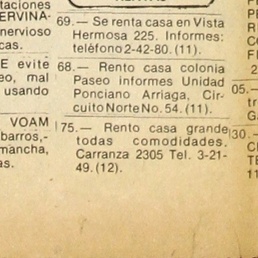 taciones
ERVINA-
nervioso
cas.
E evite
eo, mal
usando
VOAM
barros,-
mancha,
as.
69.— Se renta casa en Vista
Hermosa 225. Informes:
teléfono 2-42-80. (11).
68.— Rento casa colonia
Paseo informes Unidad
Ponciano Arriaga, Cir-
cuito Norte No. 54. (11).
75.— Rento casa grande
todas comodidades.
Carranza 2305 Tel. 3-21-
49. (12).
05.—
30.—